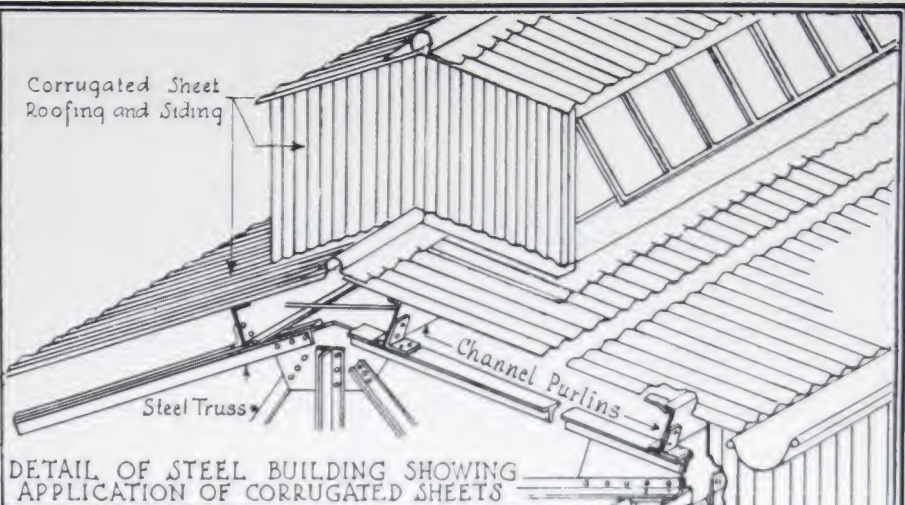 Corrugated Sheet
Roofing and Siding
Channel Purlins
Steel Truss
DETAIL OF STEEL BUILDING SHOWING
APPLICATION OF CORRUGATED SHEETS